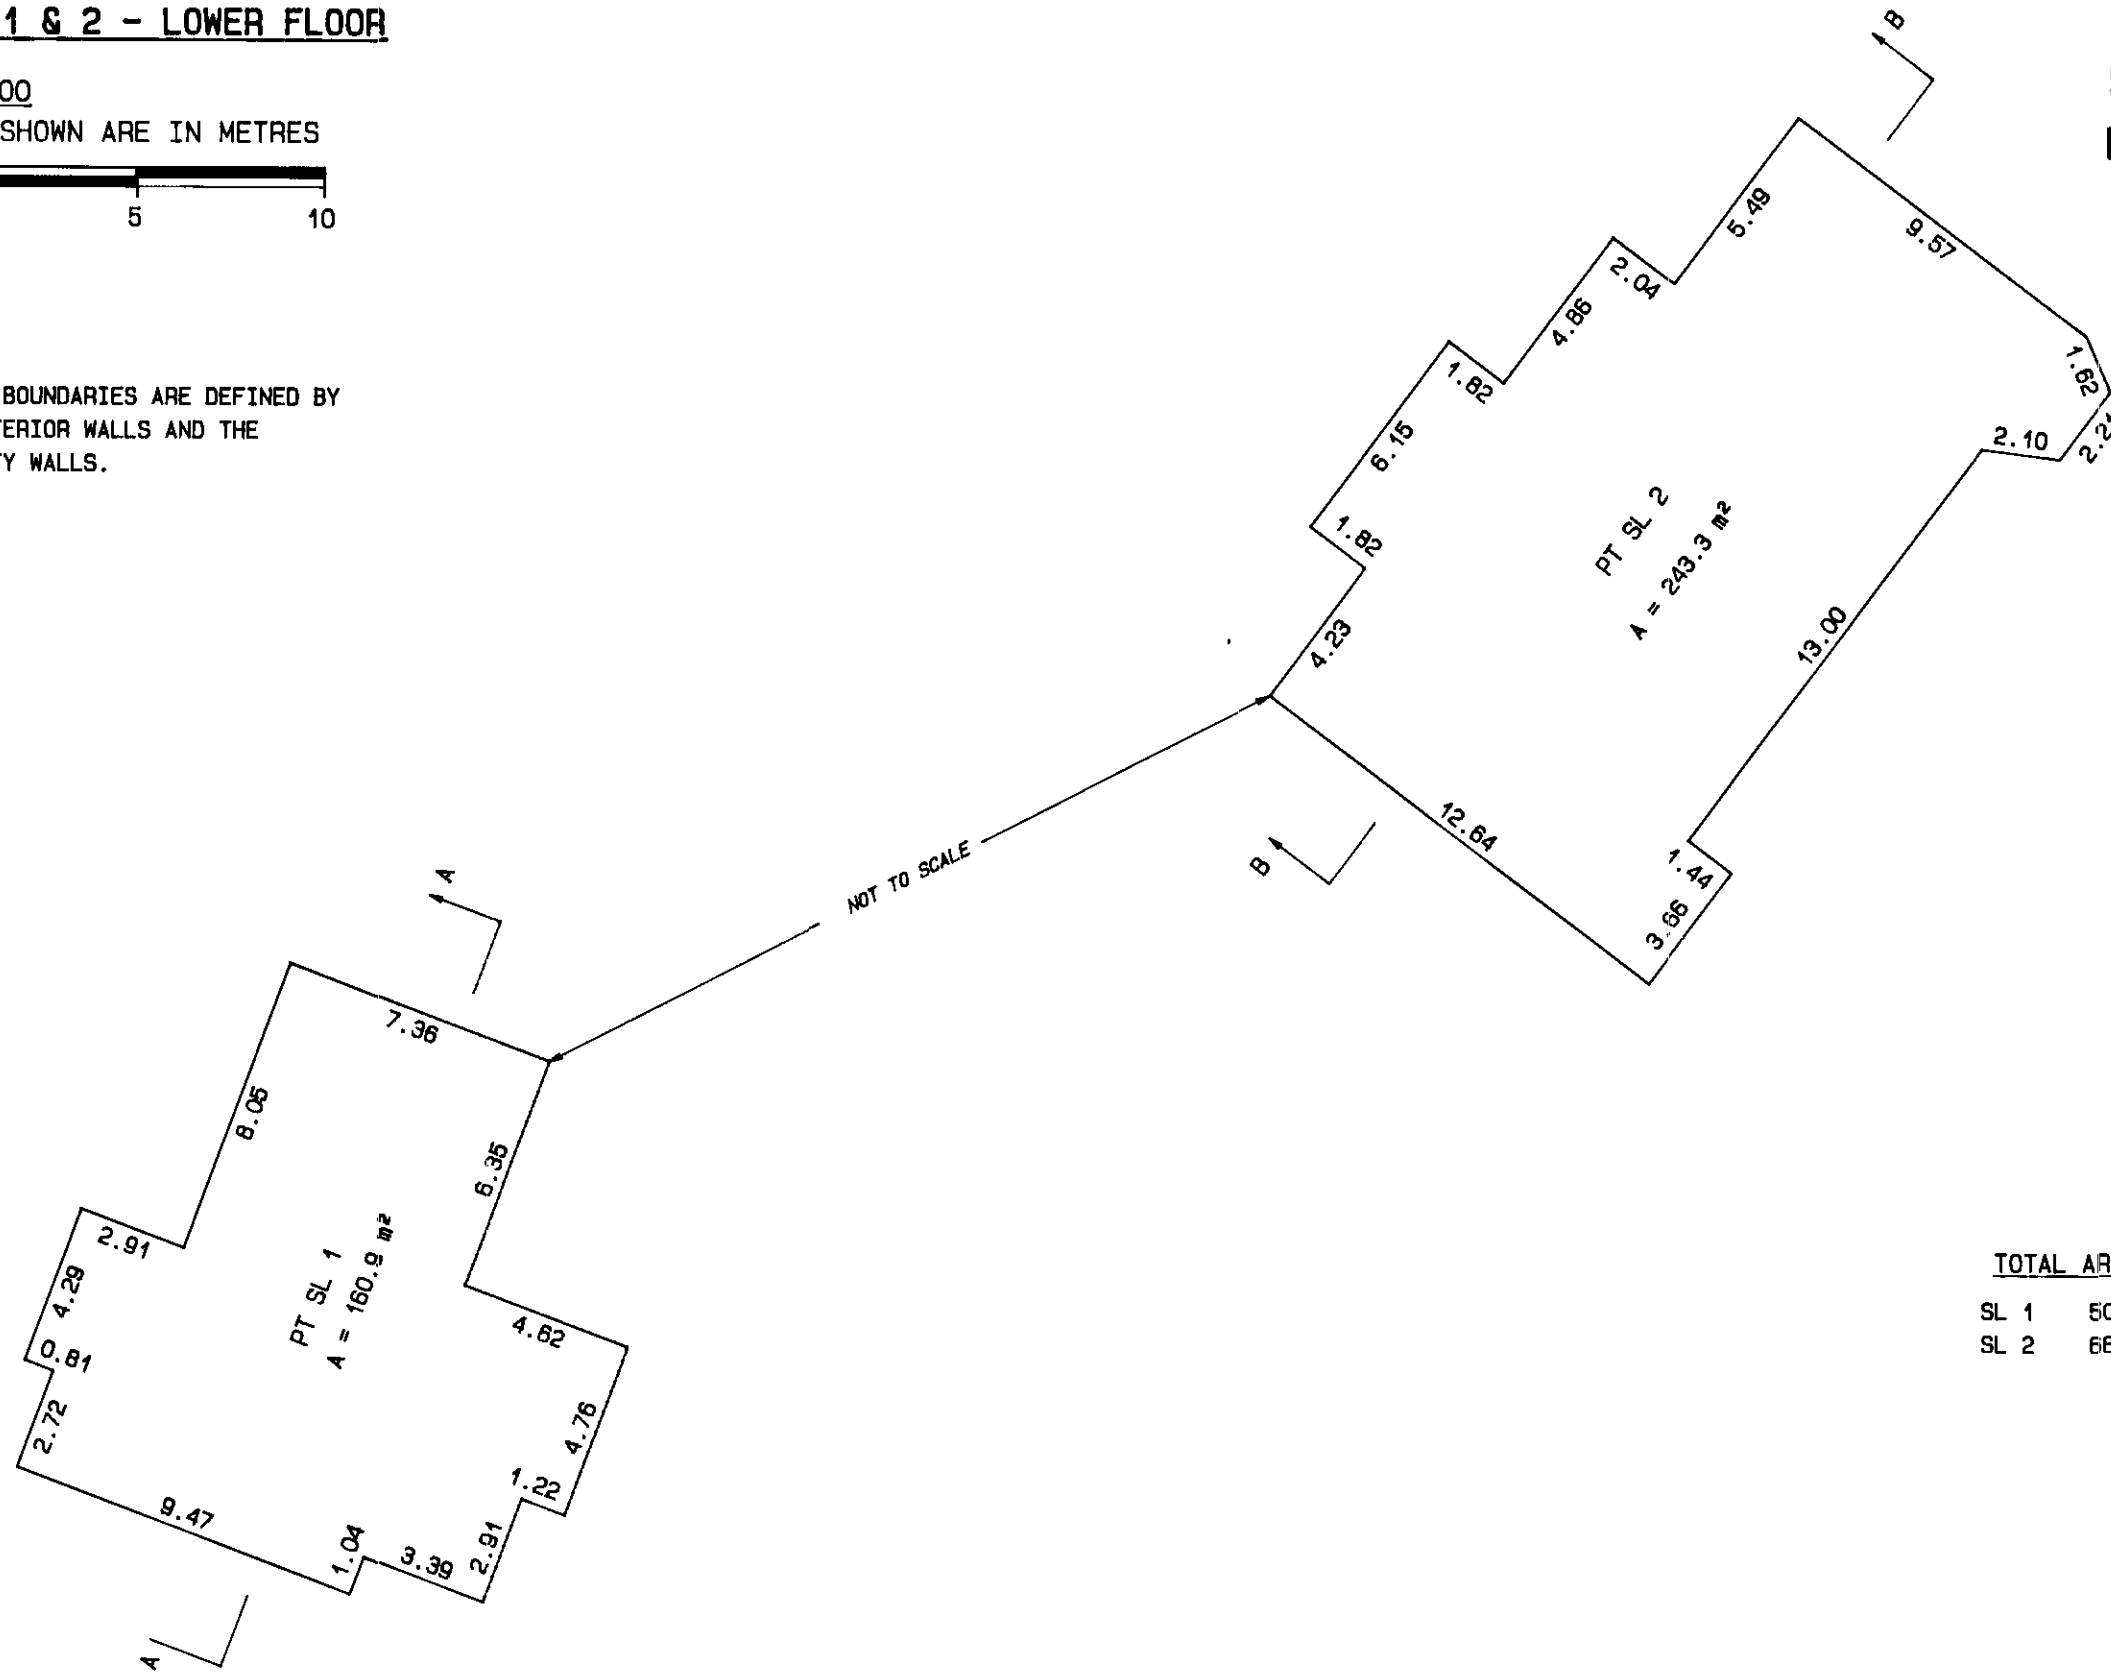 1 & 2 - LOWER FLOOR
00
SHOWN ARE IN METRES
5 10
BOUNDARIES ARE DEFINED BY
TERIOR WALLS AND THE
TY WALLS.
B
5.49
9.57
2.04
4.86
1.62
1.82
2.10
6.15
1.82
PT SL 2
A = 243.3 m²
4.23
13.00
12.64
1.44
3.66
B
NOT TO SCALE
A
7.36
8.05
6.35
2.91
4.29
PT SL 1
A = 160.9 m²
4.62
0.81
2.72
4.76
1.22
9.47
1.04
3.39
2.91
A
TOTAL AR
SL 1
SL 2